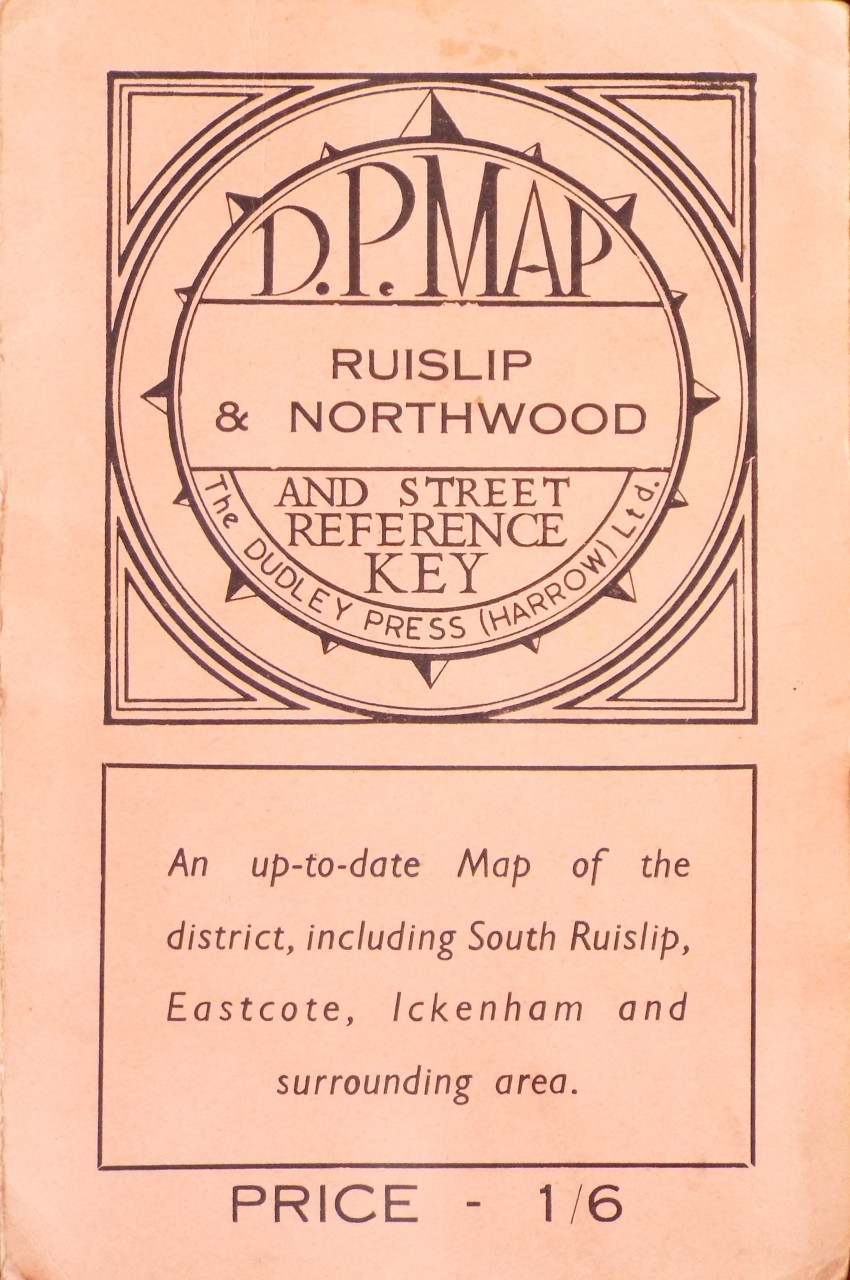 D.P. MAP
RUISLIP
& NORTHWOOD
AND STREET
REFERENCE
KEY
The DUDLEY PRESS (HARROW) Ltd.
An up-to-date Map of the
district, including South Ruislip,
Eastcote, Ickenham and
surrounding area.
PRICE - 1/6